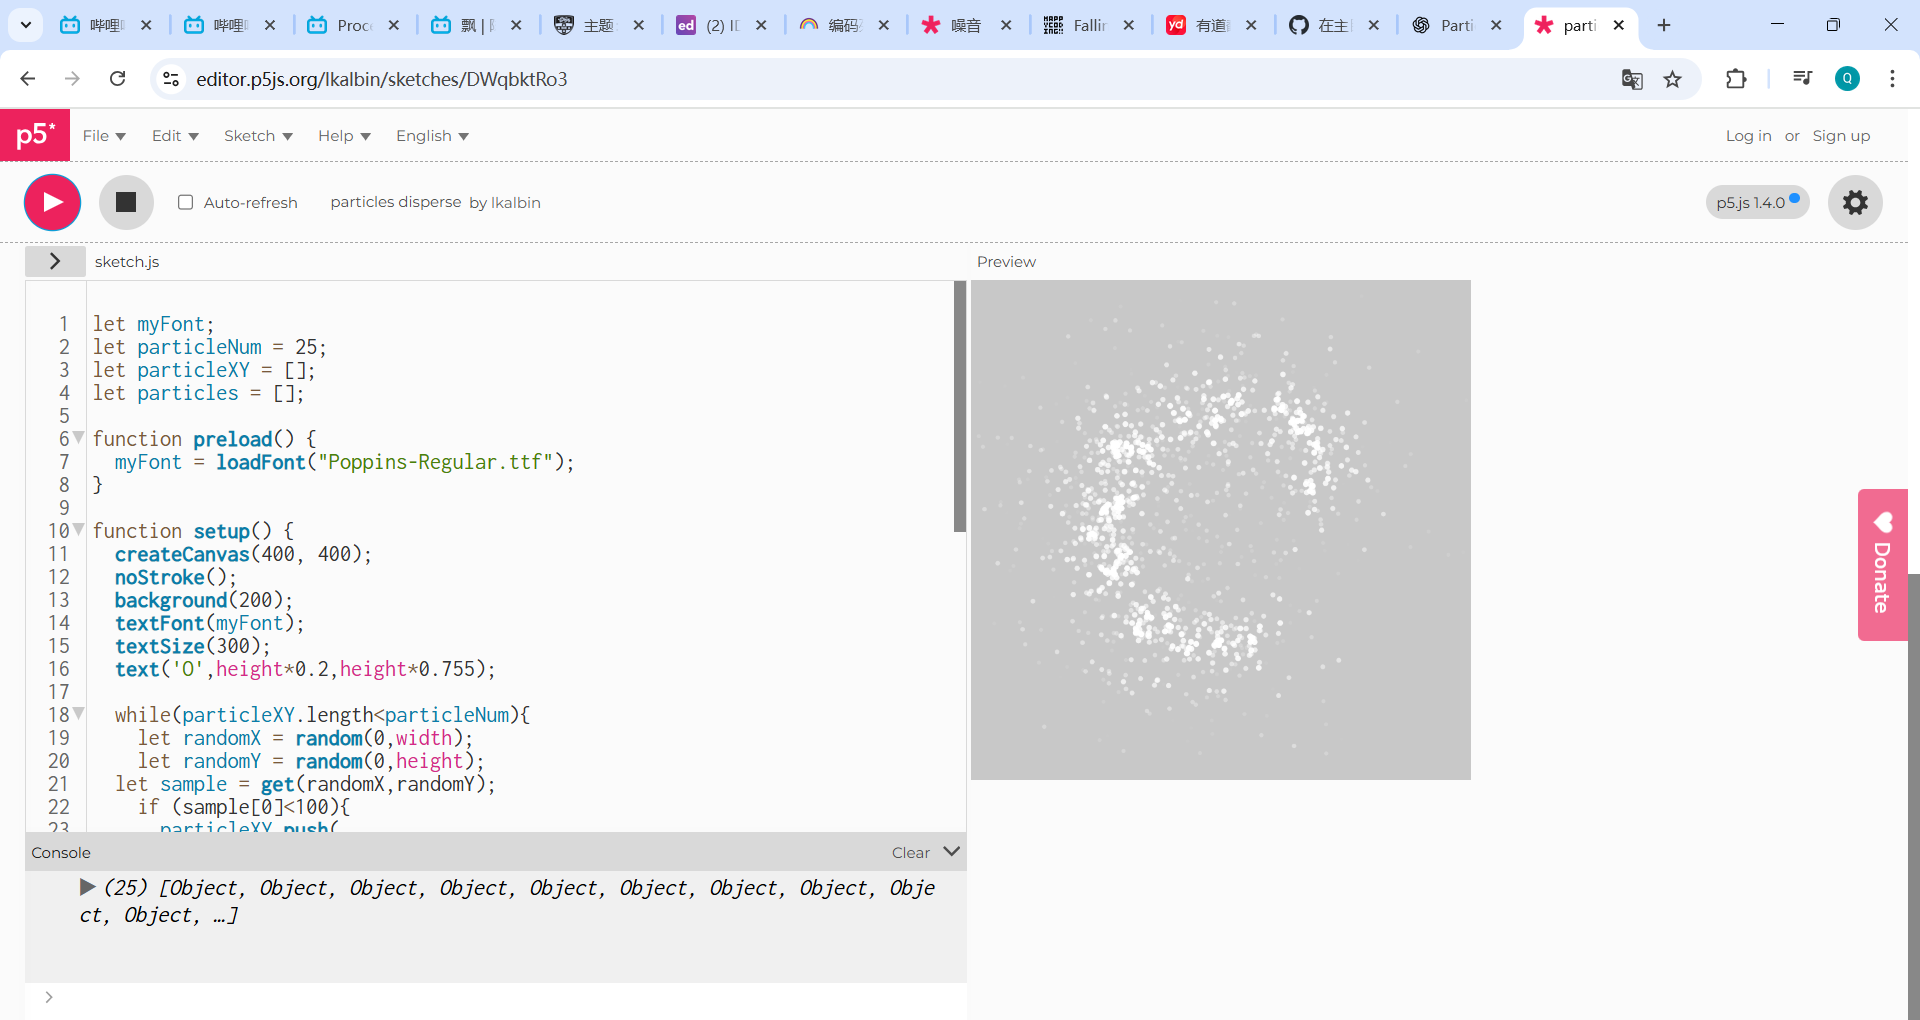 哔哩
哔哩
Proc
飘 |
主题
(2) I
编码
噪音
Fallin
有道
在主
Parti
parti
editor.p5js.org/lkalbin/sketches/DWqbktRo3
Q
p5*
File
Edit
Sketch
Help
English
Log in or Sign up
Auto-refresh
particles disperse by lkalbin
p5.js 1.4.0
> sketch.js
Preview
1 let myFont;
2 let particleNum = 25;
3 let particleXY = [];
4 let particles = [];
5
6 function preload() {
7 myFont = loadFont("Poppins-Regular.ttf");
8 }
9
10 function setup() {
11 createCanvas(400, 400);
12 noStroke();
13 background(200);
14 textFont(myFont);
15 textSize(300);
16 text('O',height*0.2,height*0.755);
17
18 while(particleXY.length<particleNum){
19 let randomX = random(0,width);
20 let randomY = random(0,height);
21 let sample = get(randomX,randomY);
22 if (sample[0]<100){
23 particleXY.push(
Donate
Console
Clear
(25) [Object, Object, Object, Object, Object, Object, Object, Object, Obje
ct, Object, …]
>